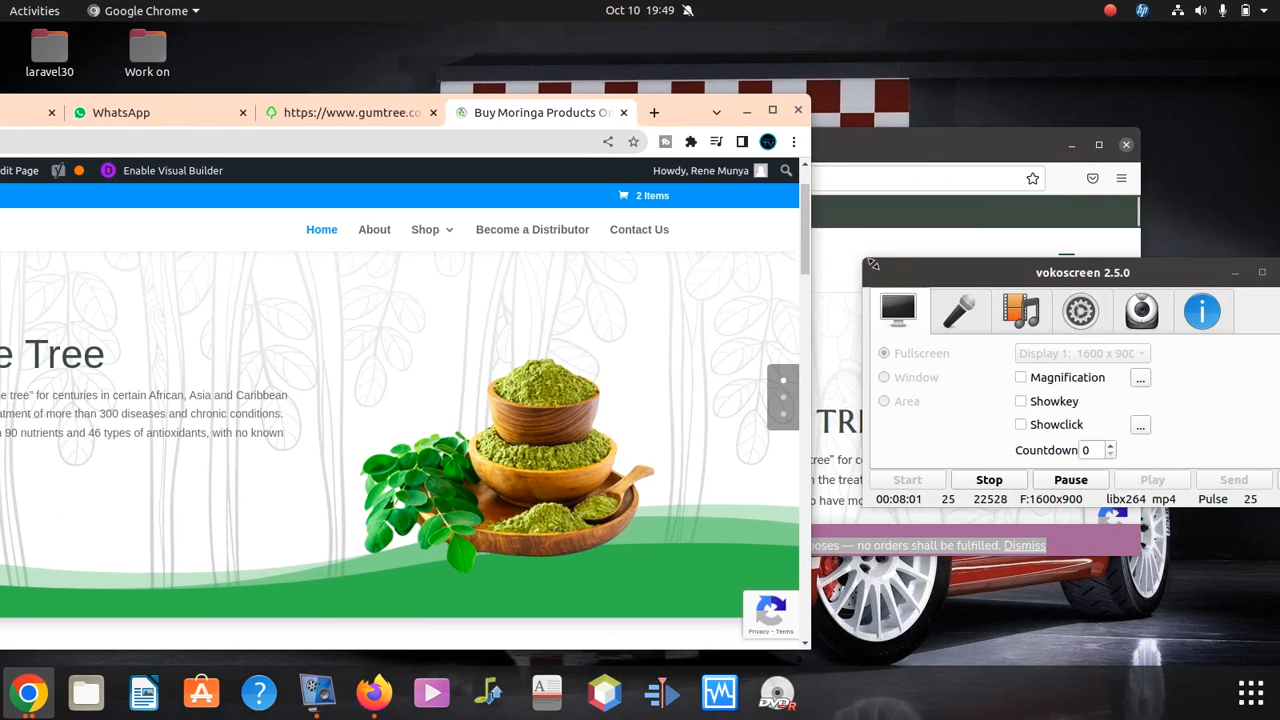 Activities
Google Chrome
Oct 10 19:49
laravel30
Work on
WhatsApp
https://www.gumtree.co
Buy Moringa Products On
dit Page
Enable Visual Builder
Howdy, Rene Munya
2 Items
Home
About
Shop
Become a Distributor
Contact Us
e Tree
e tree" for centuries in certain African, Asia and Caribbean
atment of more than 300 diseases and chronic conditions.
90 nutrients and 46 types of antioxidants, with no known
Privacy - Terms
TRE
tree" for ce
n the treat
o have mo
oses — no orders shall be fulfilled. Dismiss
vokoscreen 2.5.0
Fullscreen
Display 1: 1600 x 900
Window
Magnification
...
Area
Showkey
Showclick
...
Countdown 0
Start
Stop
Pause
Play
Send
00:08:01
25
22528
F:1600x900
libx264
mp4
Pulse
25